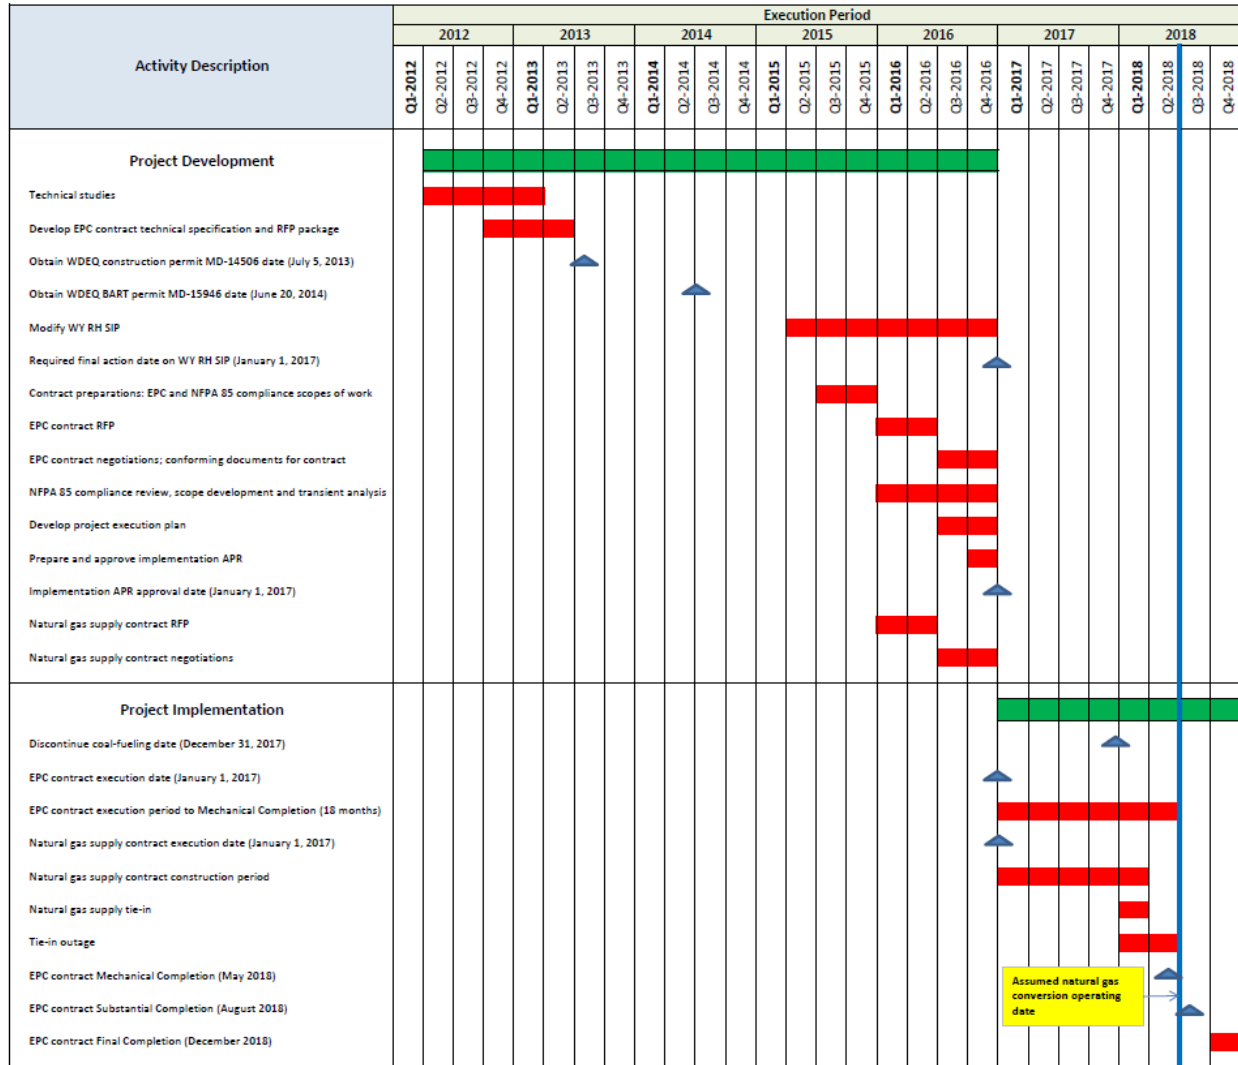 Execution Period
2012 2013 2014 2015 2016 2017 2018
Activity Description
Q1-2012 Q2-2012 Q3-2012 Q4-2012 Q1-2013 Q2-2013 Q3-2013 Q4-2013 Q1-2014 Q2-2014 Q3-2014 Q4-2014 Q1-2015 Q2-2015 Q3-2015 Q4-2015 Q1-2016 Q2-2016 Q3-2016 Q4-2016 Q1-2017 Q2-2017 Q3-2017 Q4-2017 Q1-2018 Q2-2018 Q3-2018 Q4-2018
Project Development
Technical studies
Develop EPC contract technical specification and RFP package
Obtain WDEQ construction permit MD-14506 date (July 5, 2013)
Obtain WDEQ BART permit MD-15946 date (June 20, 2014)
Modify WY RH SIP
Required final action date on WY RH SIP (January 1, 2017)
Contract preparations: EPC and NFPA 85 compliance scopes of work
EPC contract RFP
EPC contract negotiations; conforming documents for contract
NFPA 85 compliance review, scope development and transient analysis
Develop project execution plan
Prepare and approve implementation APR
Implementation APR approval date (January 1, 2017)
Natural gas supply contract RFP
Natural gas supply contract negotiations
Project Implementation
Discontinue coal-fueling date (December 31, 2017)
EPC contract execution date (January 1, 2017)
EPC contract execution period to Mechanical Completion (18 months)
Natural gas supply contract execution date (January 1, 2017)
Natural gas supply contract construction period
Natural gas supply tie-in
Tie-in outage
EPC contract Mechanical Completion (May 2018)
EPC contract Substantial Completion (August 2018)
EPC contract Final Completion (December 2018)
Assumed natural gas
conversion operating
date